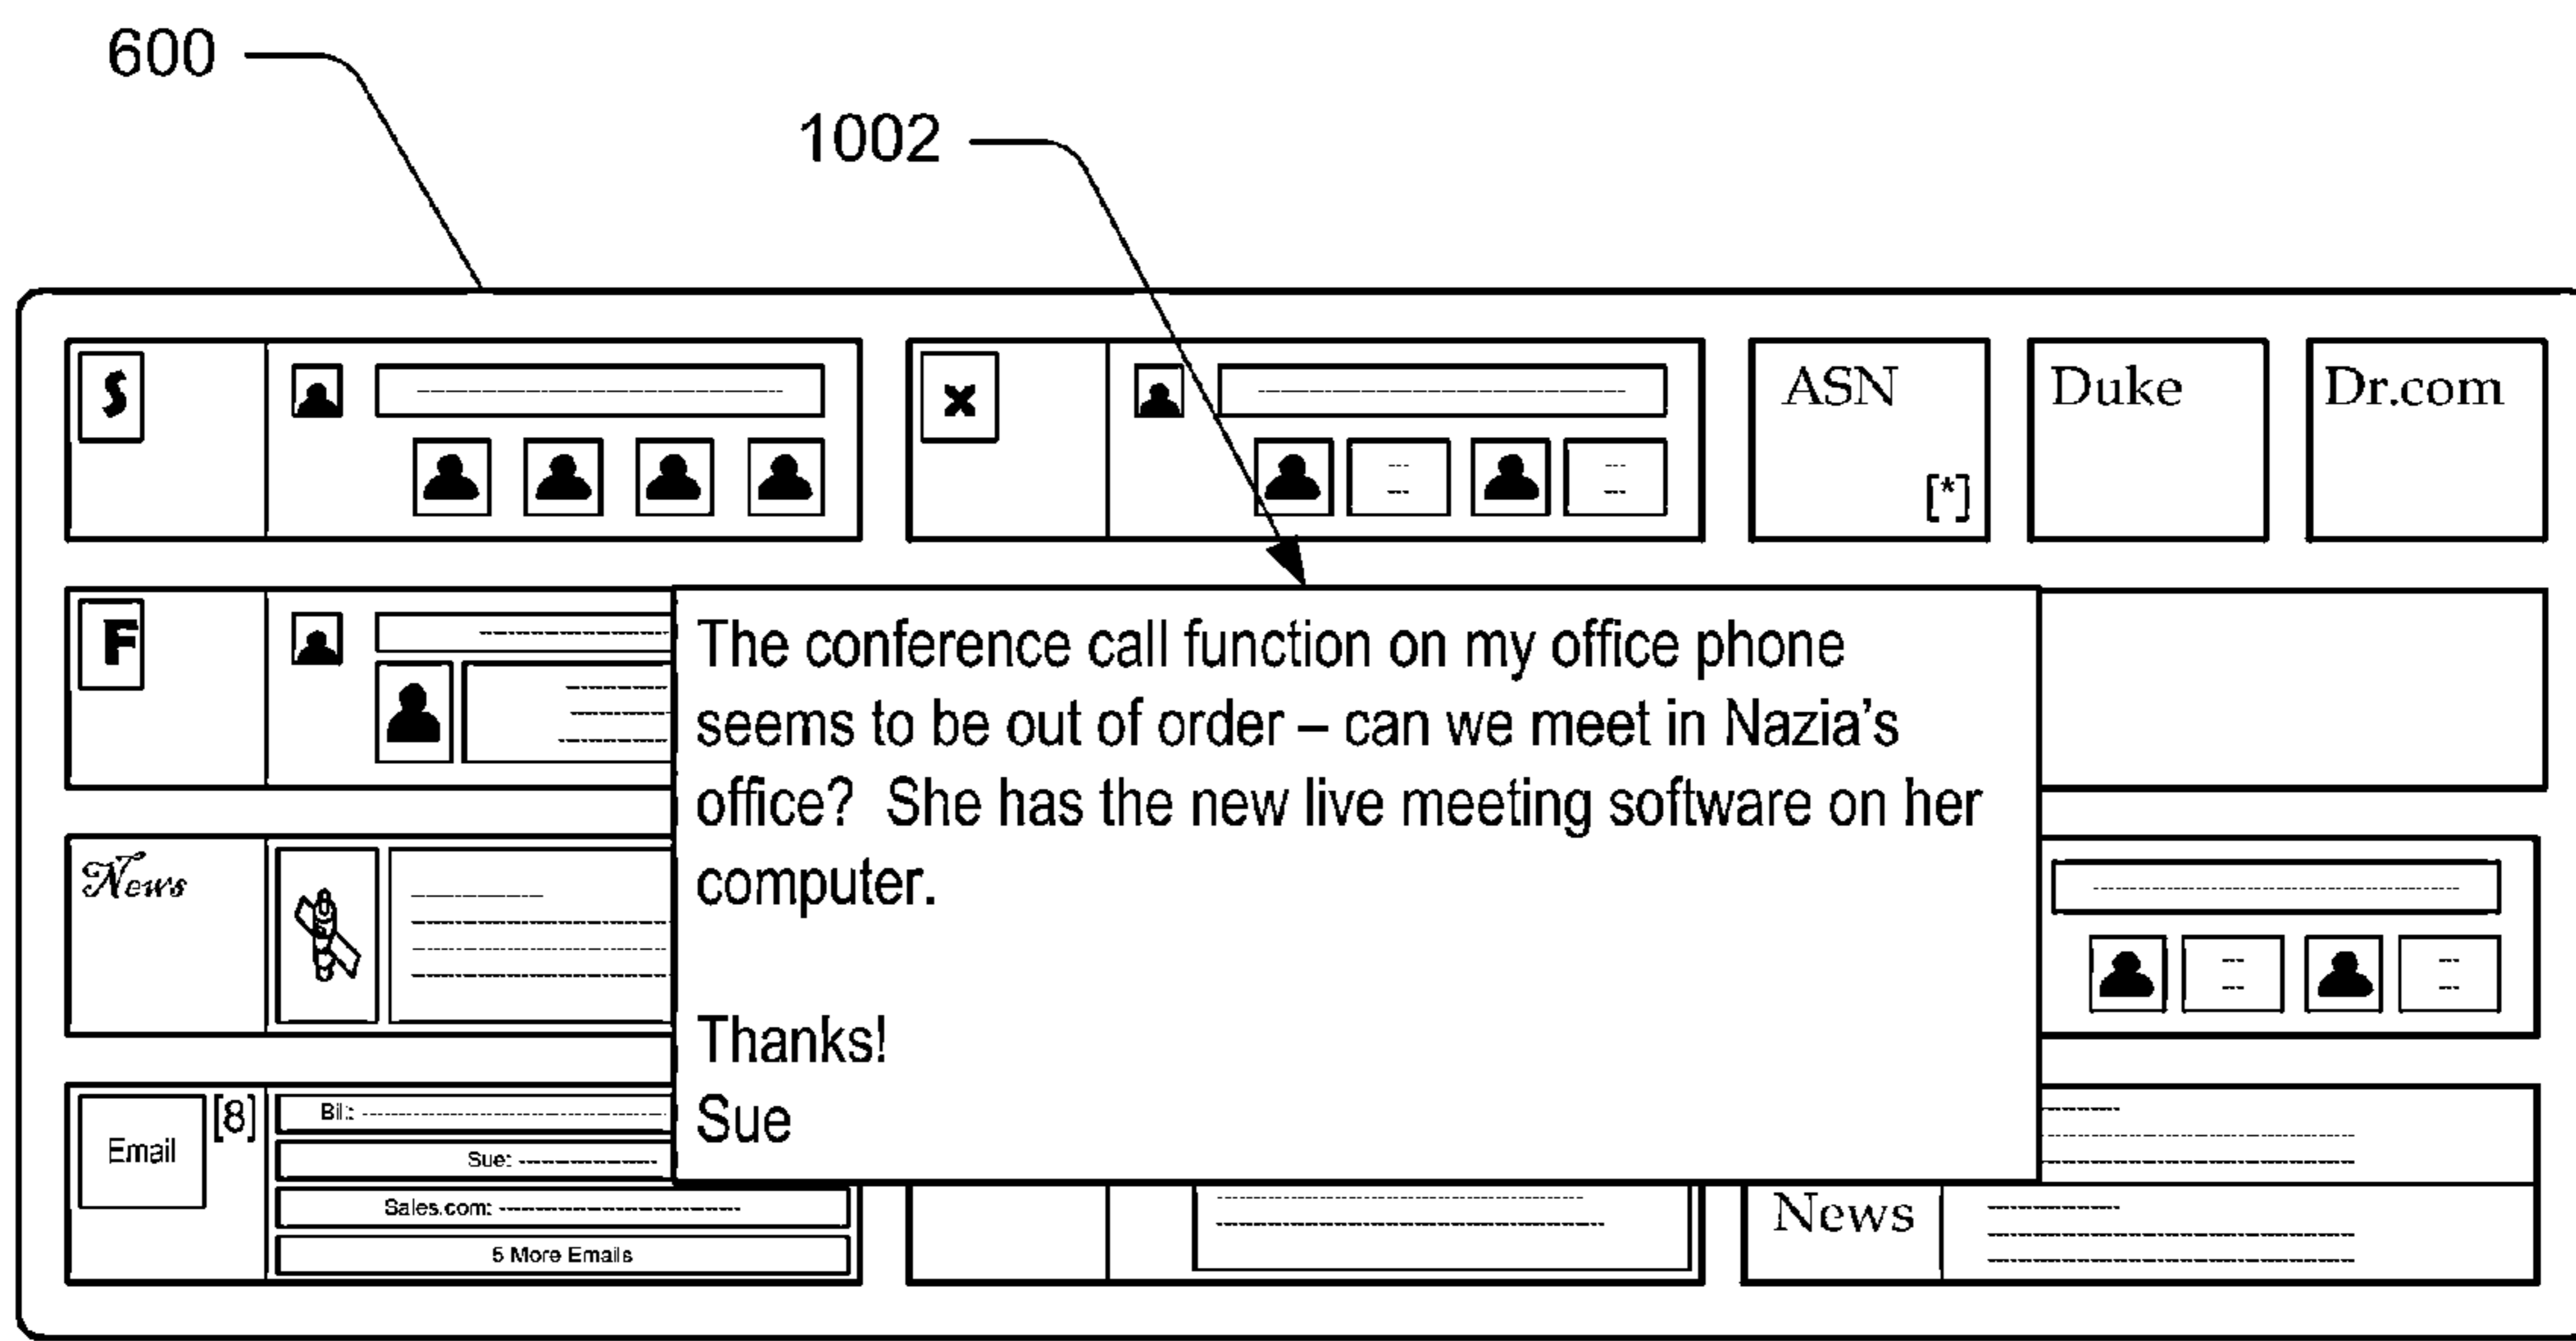 600
1002
S
X
ASN
[*]
Duke
Dr.com
F
The conference call function on my office phone
seems to be out of order – can we meet in Nazia's
office?  She has the new live meeting software on her
computer.
Thanks!
Sue
News
Email
[8]
Bill:
Sue:
Sales.com:
5 More Emails
News